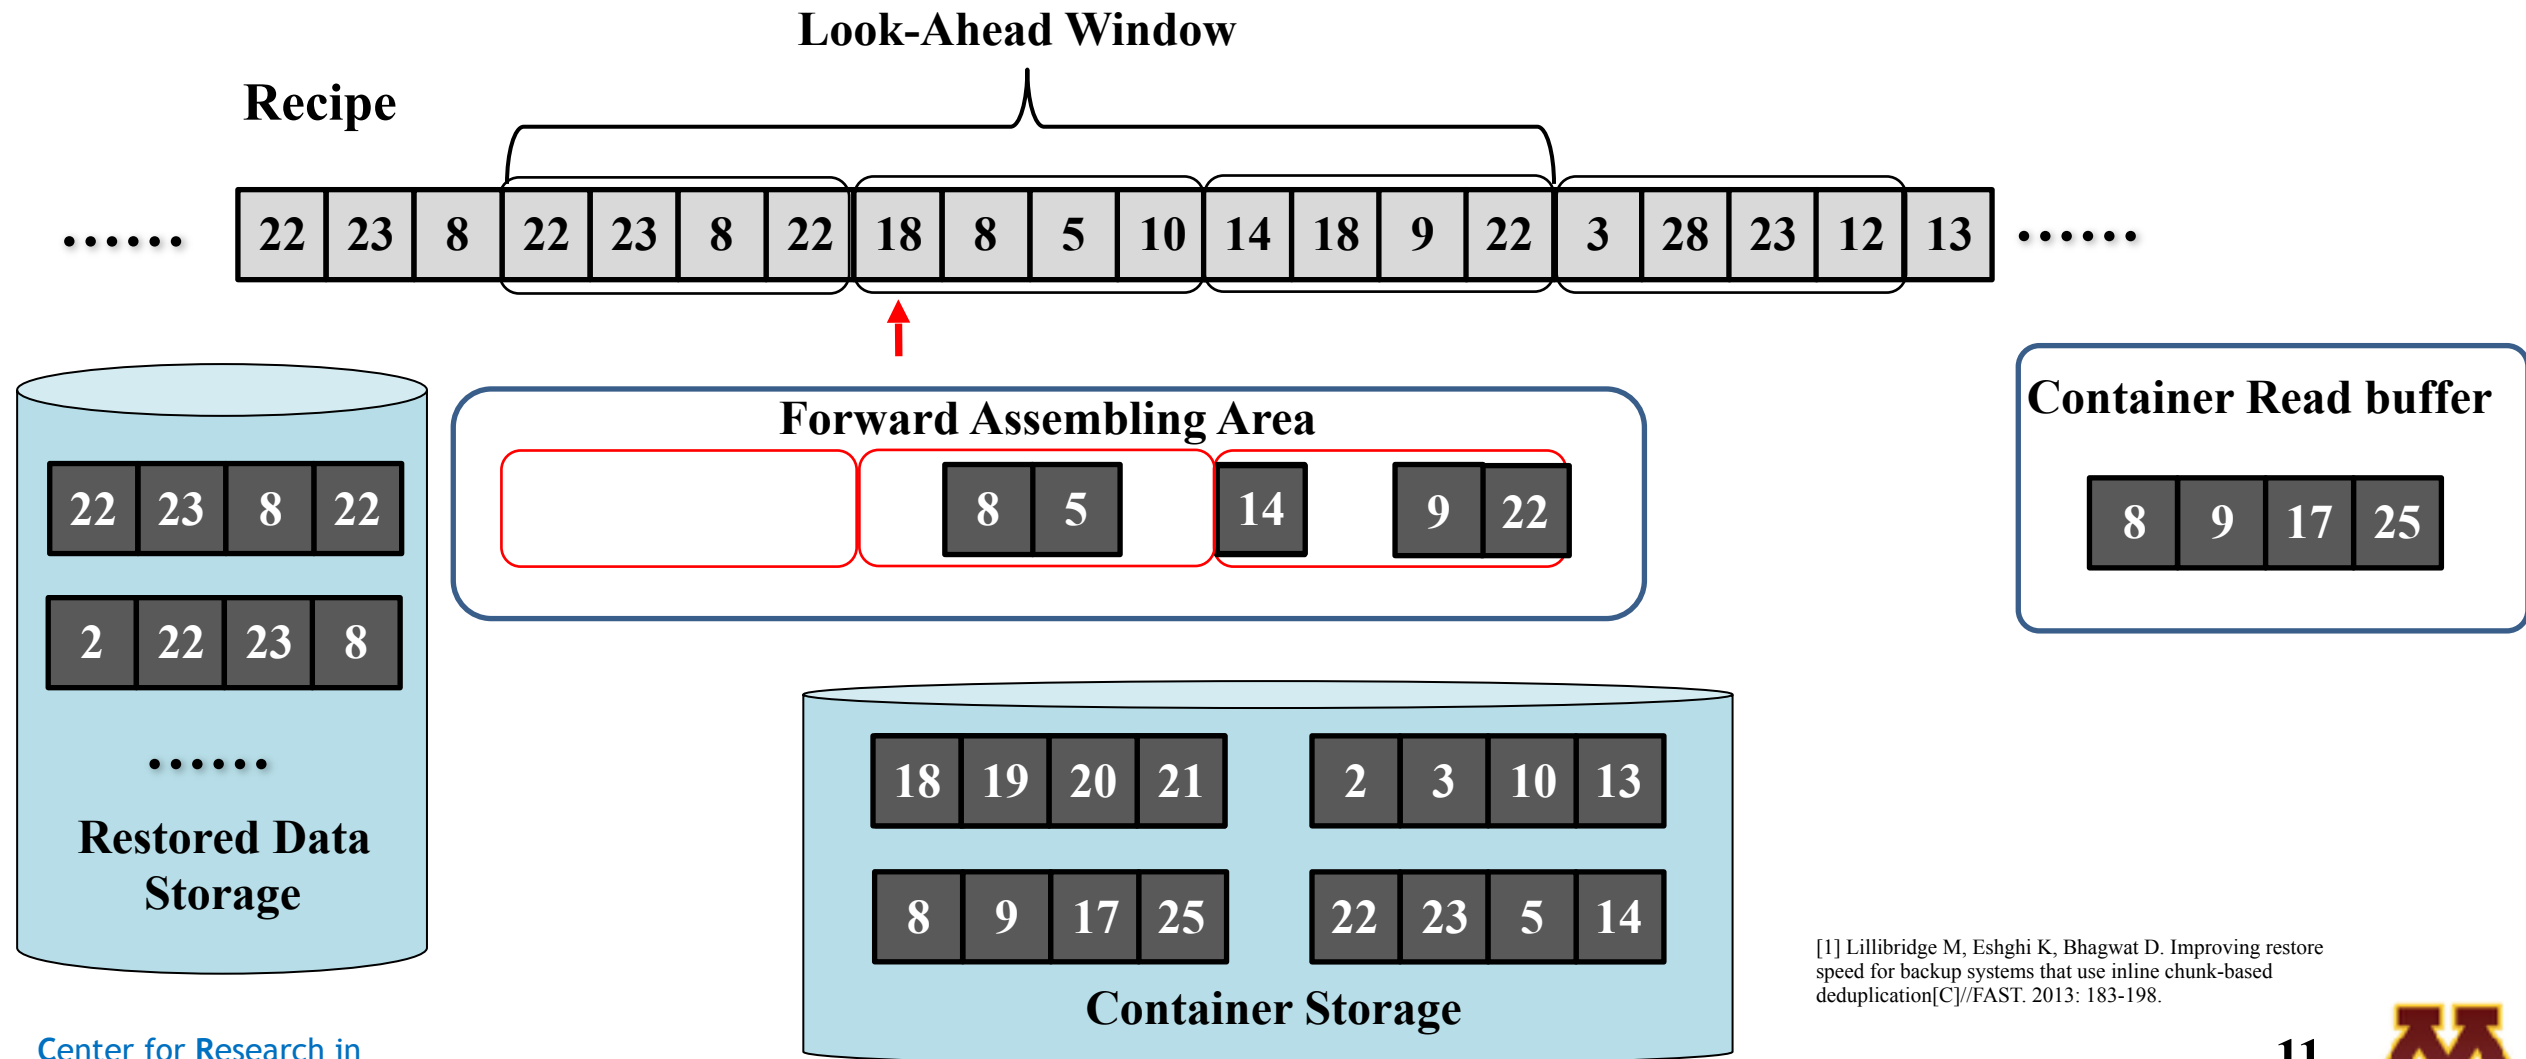 Look-Ahead Window
Recipe
...... 22 23 8 22 23 8 22 18 8 5 10 14 18 9 22 3 28 23 12 13 ......
Forward Assembling Area
8 5 14 9 22
Container Read buffer
8 9 17 25
22 23 8 22
2 22 23 8
......
Restored Data
Storage
18 19 20 21
2 3 10 13
8 9 17 25
22 23 5 14
Container Storage
[1] Lillibridge M, Eshghi K, Bhagwat D. Improving restore
speed for backup systems that use inline chunk-based
deduplication[C]//FAST. 2013: 183-198.
Center for Research in
11
M